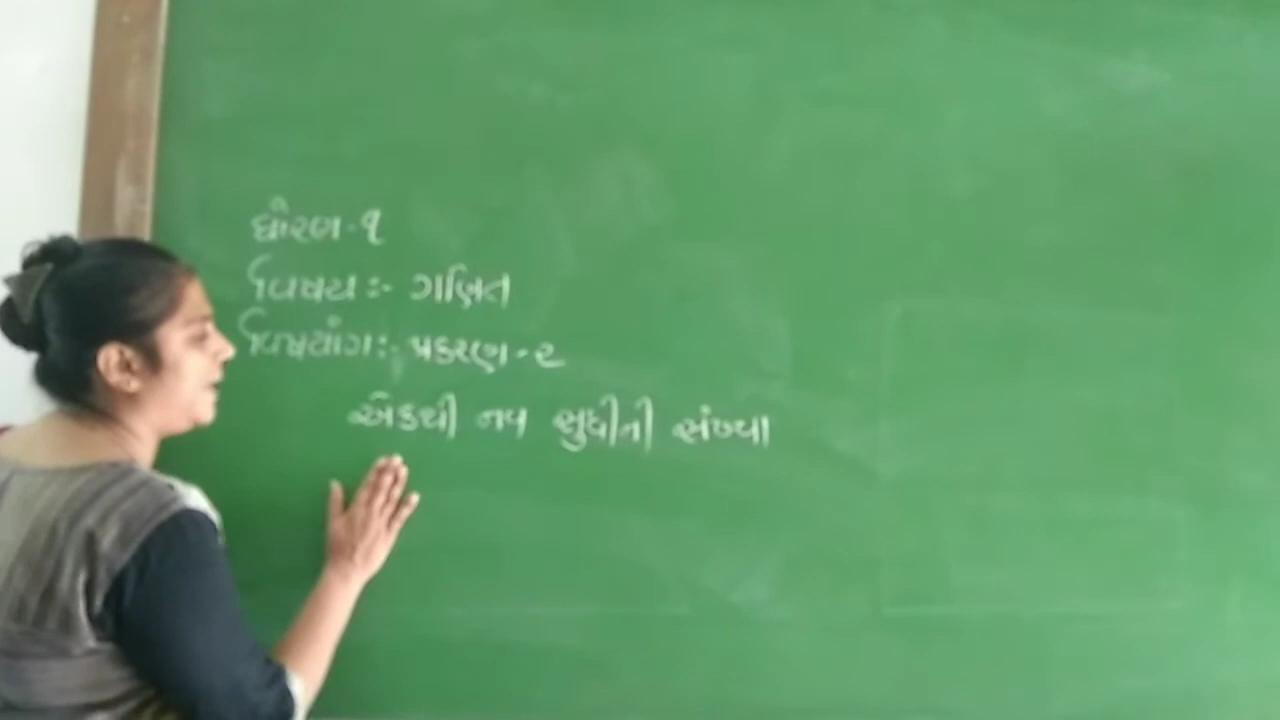 ધોરણ - ૧
વિષય :- ગણિત
વિષયાંગ :- પ્રકરણ - ૨
એકથી નવ સુધીની સંખ્યા